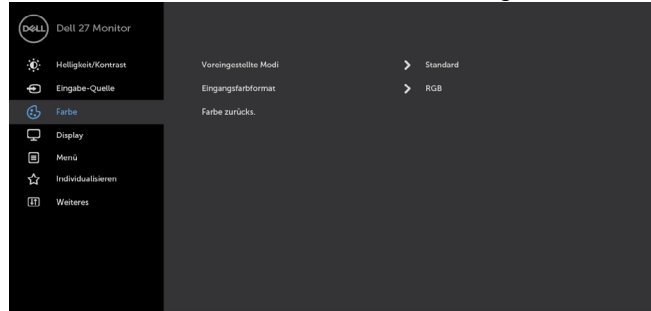 DELL Dell 27 Monitor
Helligkeit/Kontrast
Voreingestellte Modi Standard
Eingabe-Quelle
Eingangsfarbformat RGB
Farbe
Farbe zurücks.
Display
Menü
Individualisieren
Weiteres